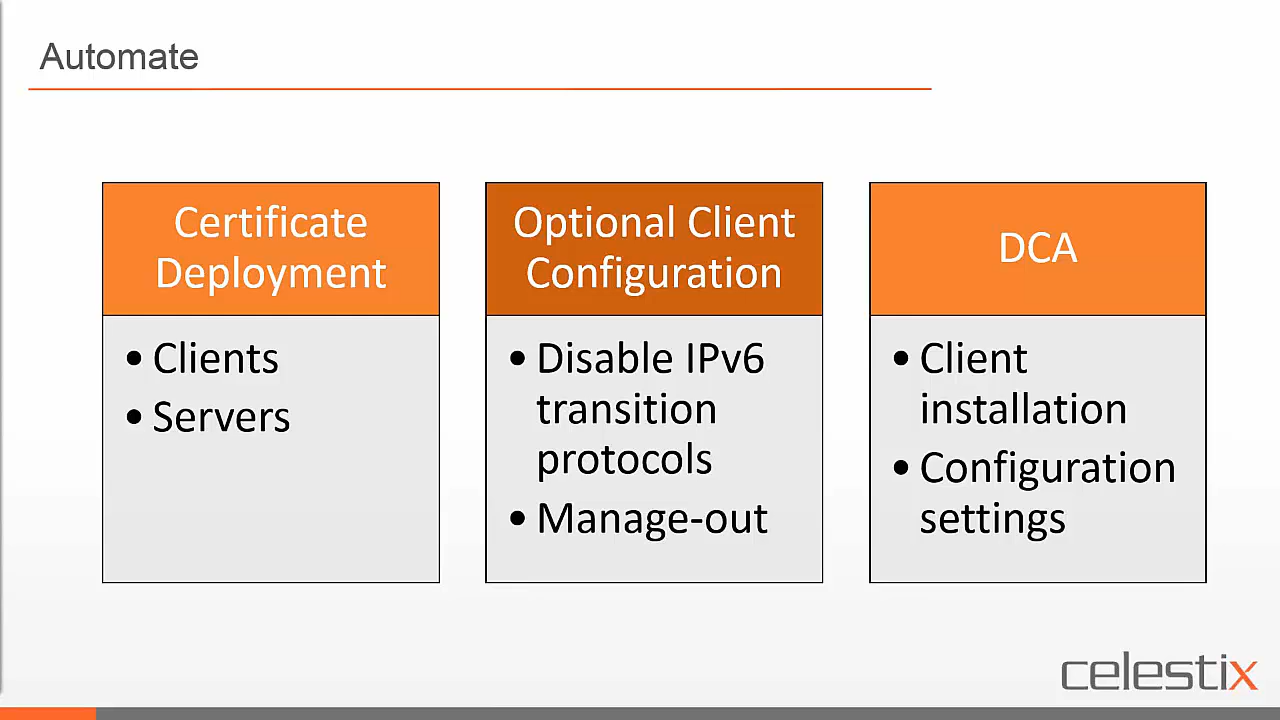 Automate
Certificate
Deployment
• Clients
• Servers
Optional Client
Configuration
• Disable IPv6
transition
protocols
• Manage-out
DCA
• Client
installation
• Configuration
settings
celestix